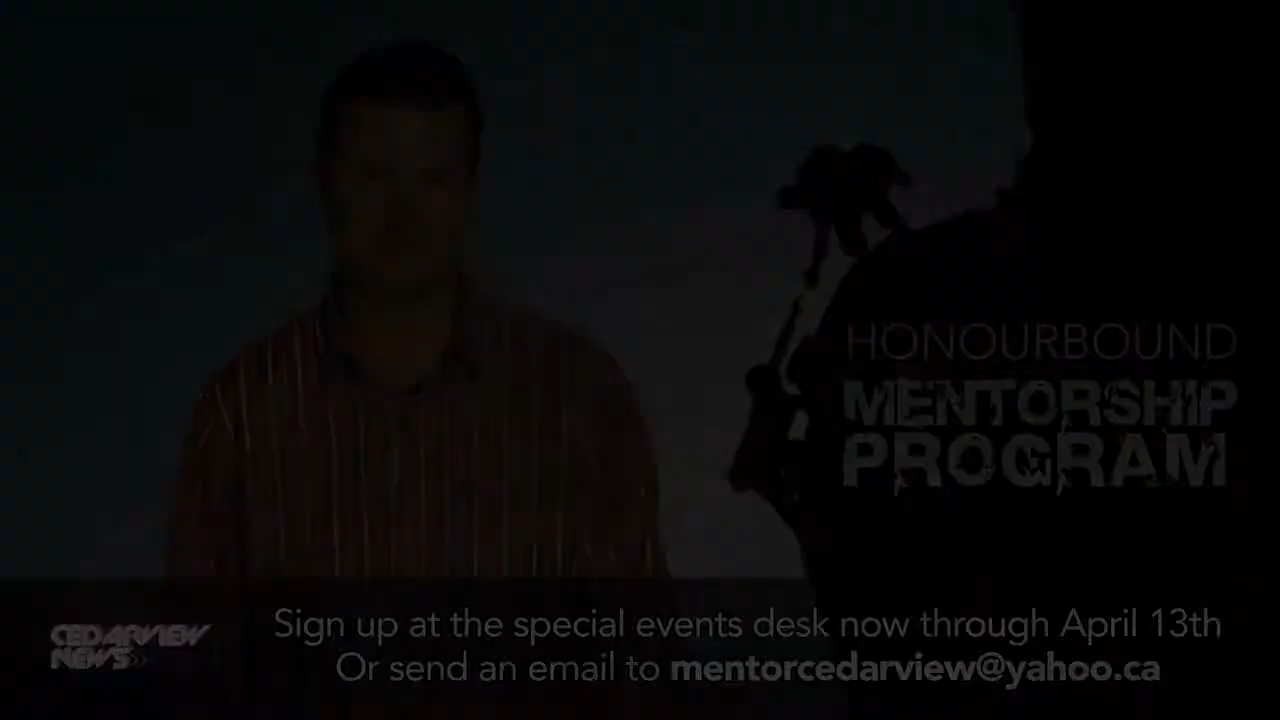 HONOURBOUND
MENTORSHIP
PROGRAM
CEDARVIEW
NEWS
Sign up at the special events desk now through April 13th
Or send an email to mentorcedarview@yahoo.ca